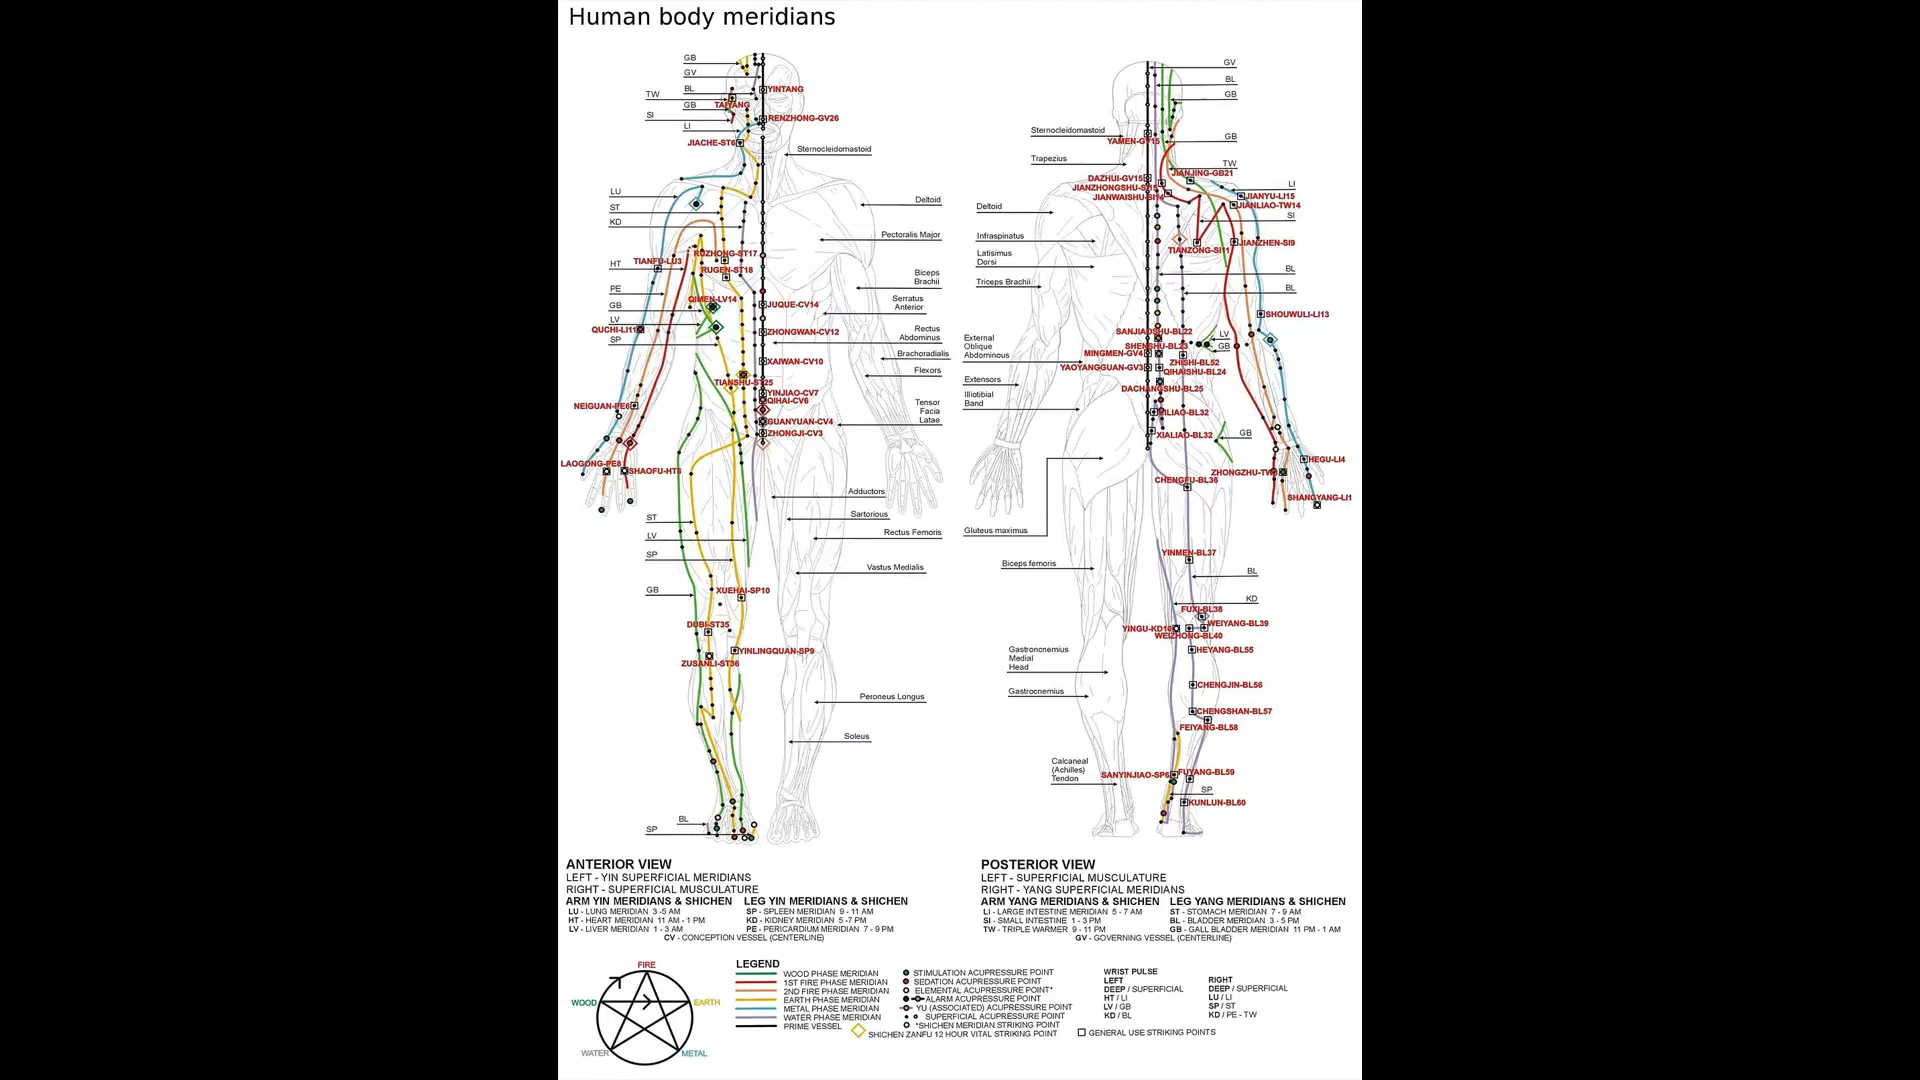 Human body meridians
GB
GV
BL
TW
TAIYANG
GB
SI
LI
YINTANG
RENZHONG-GV26
JIACHE-ST6
Sternocleidomastoid
LU
ST
KD
Deltoid
Pectoralis Major
RUZHONG-ST17
TIANFU-LU3
HT
RUGEN-ST18
Biceps
Brachii
PE
QIMEN-LV14
GB
JUQUE-CV14
Serratus
Anterior
LV
QUCHI-LI11
SP
ZHONGWAN-CV12
Rectus
Abdominus
Brachoradialis
XAIWAN-CV10
Flexors
TIANSHU-ST25
YINJIAO-CV7
QIHAI-CV6
NEIGUAN-PE6
Tensor
Facia
Latae
GUANYUAN-CV4
ZHONGJI-CV3
LAOGONG-PE8
SHAOFU-HT8
Adductors
ST
Sartorious
LV
Rectus Femoris
SP
Vastus Medialis
GB
XUEHAI-SP10
DUBI-ST35
YINLINGQUAN-SP9
ZUSANLI-ST36
Peroneus Longus
Soleus
BL
SP
GV
BL
GB
Sternocleidomastoid
YAMEN-GV15
GB
Trapezius
TW
JIANJING-GB21
DAZHUI-GV15
LI
JIANZHONGSHU-SI15
JIANWAISHU-SI14
JIANYU-LI15
JIANLIAO-TW14
Deltoid
SI
Infraspinatus
JIANZHEN-SI9
TIANZONG-SI11
Latisimus
Dorsi
BL
Triceps Brachii
BL
SHOUWULI-LI13
SANJIAOSHU-BL22
LV
External
Oblique
Abdominous
SHENSHU-BL23
GB
MINGMEN-GV4
ZHISHI-BL52
YAOYANGGUAN-GV3
QIHAISHU-BL24
Extensors
DACHANGSHU-BL25
Illiotibial
Band
XIALIAO-BL32
GB
HEGU-LI4
CHENGFU-BL36
SHANGYANG-LI1
Gluteus maximus
YINMEN-BL37
Biceps femoris
BL
KD
FUXI-BL38
YINGU-KD10
WEIYANG-BL39
WEIZHONG-BL40
Gastroncnemius
Medial
Head
HEYANG-BL55
CHENGJIN-BL56
Gastrocnemius
CHENGSHAN-BL57
FEIYANG-BL58
Calcaneal
(Achilles)
Tendon
SANYINJIAO-SP6
FUYANG-BL59
SP
KUNLUN-BL60
ANTERIOR VIEW
LEFT - YIN SUPERFICIAL MERIDIANS
RIGHT - SUPERFICIAL MUSCULATURE
ARM YIN MERIDIANS & SHICHEN LEG YIN MERIDIANS & SHICHEN
LU - LUNG MERIDIAN 3 -5 AM SP - SPLEEN MERIDIAN 9 - 11 AM
HT - HEART MERIDIAN 11 AM - 1 PM KD - KIDNEY MERIDIAN 5 -7 PM
LV - LIVER MERIDIAN 1 - 3 AM PE - PERICARDIUM MERIDIAN 7 - 9 PM
CV - CONCEPTION VESSEL (CENTERLINE)
POSTERIOR VIEW
LEFT - SUPERFICIAL MUSCULATURE
RIGHT - YANG SUPERFICIAL MERIDIANS
ARM YANG MERIDIANS & SHICHEN LEG YANG MERIDIANS & SHICHEN
LI - LARGE INTESTINE MERIDIAN 5 - 7 AM ST - STOMACH MERIDIAN 7 - 9 AM
SI - SMALL INTESTINE 1 - 3 PM BL - BLADDER MERIDIAN 3 - 5 PM
TW - TRIPLE WARMER 9 - 11 PM GB - GALL BLADDER MERIDIAN 11 PM - 1 AM
GV - GOVERNING VESSEL (CENTERLINE)
FIRE
WOOD
EARTH
WATER
METAL
LEGEND
WOOD PHASE MERIDIAN
1ST FIRE PHASE MERIDIAN
2ND FIRE PHASE MERIDIAN
EARTH PHASE MERIDIAN
METAL PHASE MERIDIAN
WATER PHASE MERIDIAN
PRIME VESSEL
STIMULATION ACUPRESSURE POINT
SEDATION ACUPRESSURE POINT
ELEMENTAL ACUPRESSURE POINT*
ALARM ACUPRESSURE POINT
YU (ASSOCIATED) ACUPRESSURE POINT
SUPERFICIAL ACUPRESSURE POINT
*SHICHEN MERIDIAN STRIKING POINT
SHICHEN ZANFU 12 HOUR VITAL STRIKING POINT
GENERAL USE STRIKING POINTS
WRIST PULSE
LEFT RIGHT
DEEP / SUPERFICIAL DEEP / SUPERFICIAL
HT / LI LU / LI
LV / GB SP / ST
KD / BL KD / PE - TW